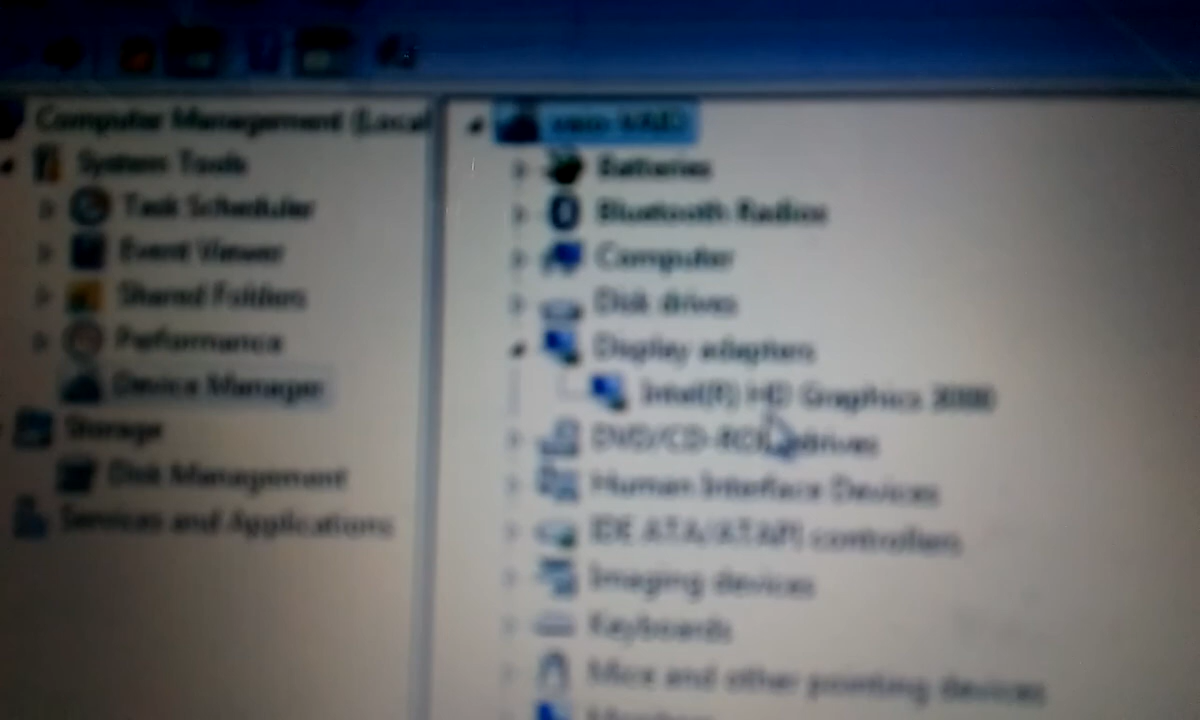 Computer Management (Local
System Tools
Task Scheduler
Event Viewer
Shared Folders
Performance
Device Manager
Storage
Disk Management
Services and Applications
Batteries
Bluetooth Radios
Computer
Disk drives
Display adapters
Intel(R) HD Graphics 3000
DVD/CD-ROM drives
Human Interface Devices
IDE ATA/ATAPI controllers
Imaging devices
Keyboards
Mice and other pointing devices